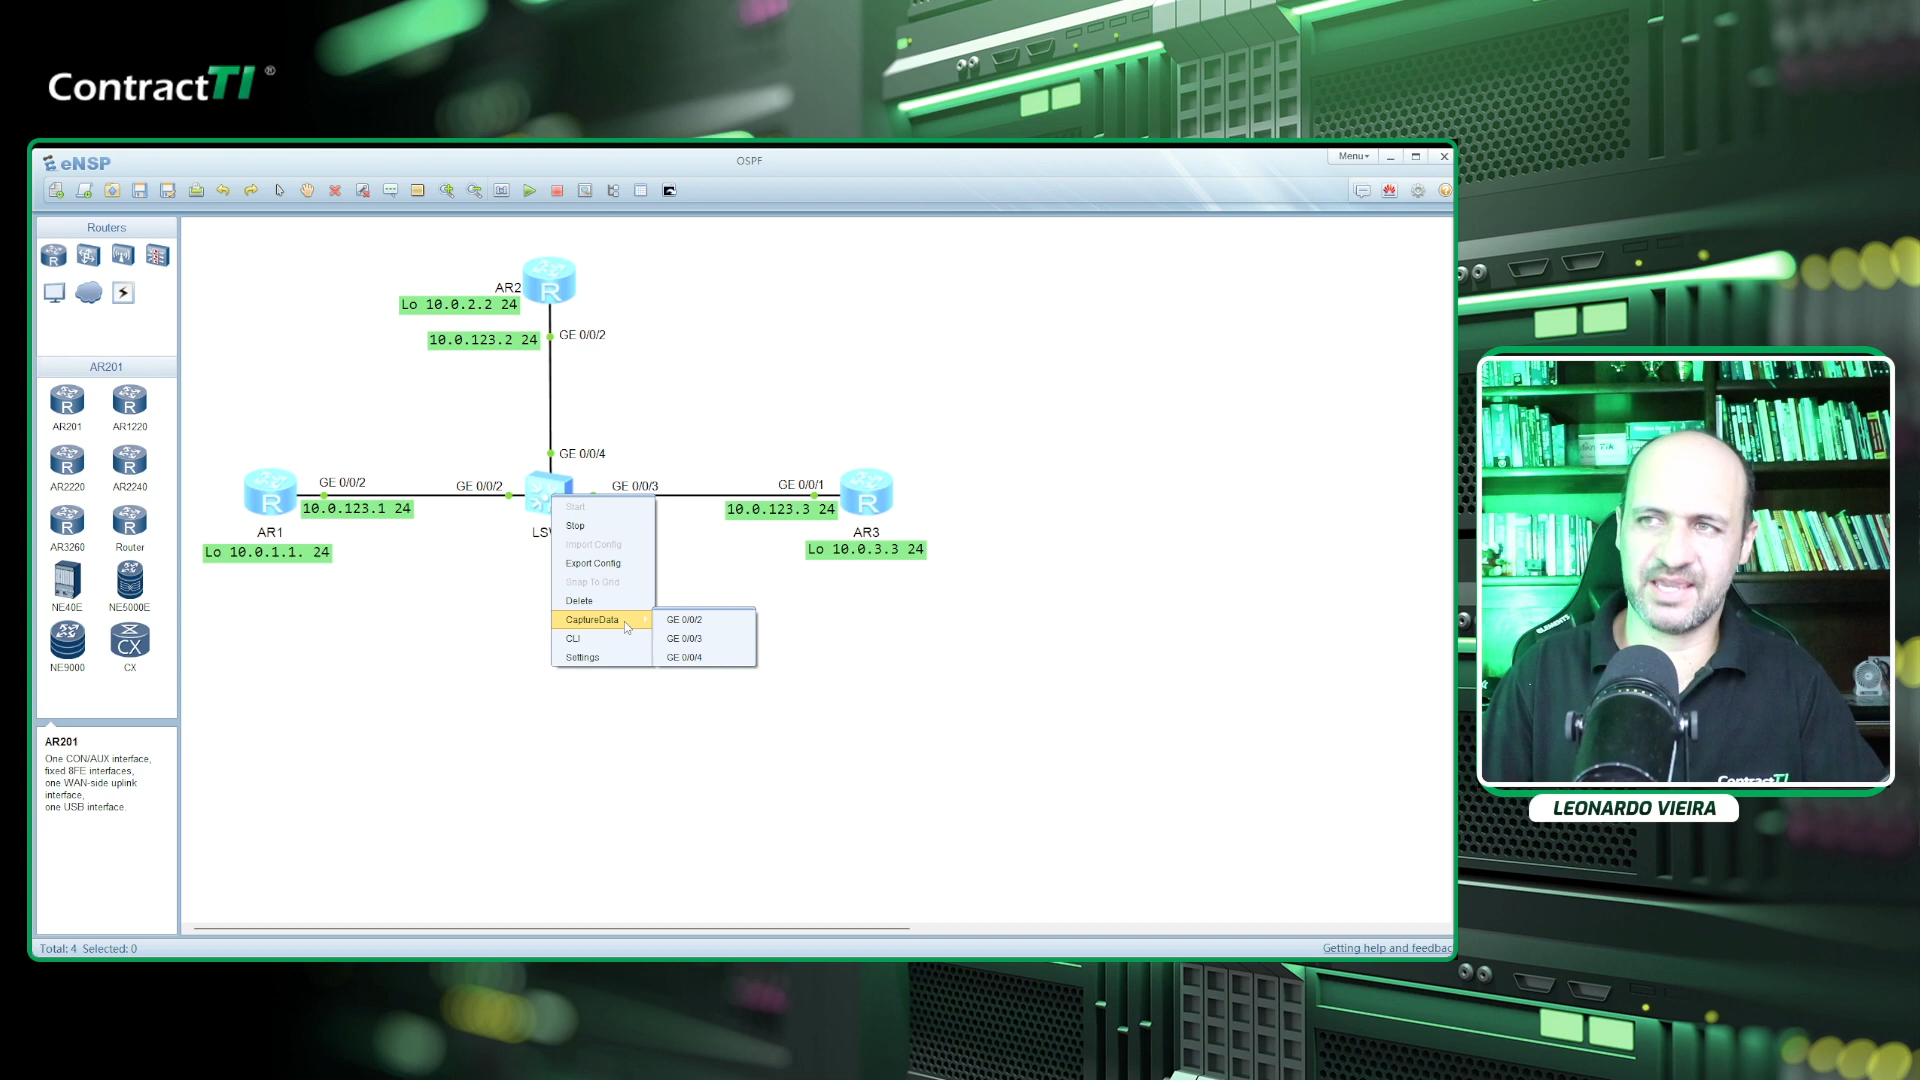 ContractTI ®
eNSP
OSPF
Menu
Routers
AR201
AR201
AR1220
AR2220
AR2240
AR3260
Router
NE40E
NE5000E
NE9000
CX
CX
AR201
One CON/AUX interface,
fixed 8FE interfaces,
one WAN-side uplink
interface,
one USB interface.
R
AR2
Lo 10.0.2.2 24
10.0.123.2 24
GE 0/0/2
GE 0/0/4
GE 0/0/2
GE 0/0/2
GE 0/0/3
GE 0/0/1
R
10.0.123.1 24
10.0.123.3 24
R
AR1
LS
AR3
Lo 10.0.1.1. 24
Lo 10.0.3.3 24
Start
Stop
Import Config
Export Config
Snap To Grid
Delete
CaptureData
CLI
Settings
GE 0/0/2
GE 0/0/3
GE 0/0/4
Total: 4 Selected: 0
Getting help and feedbac
ELEMENTS
ContractTI
LEONARDO VIEIRA